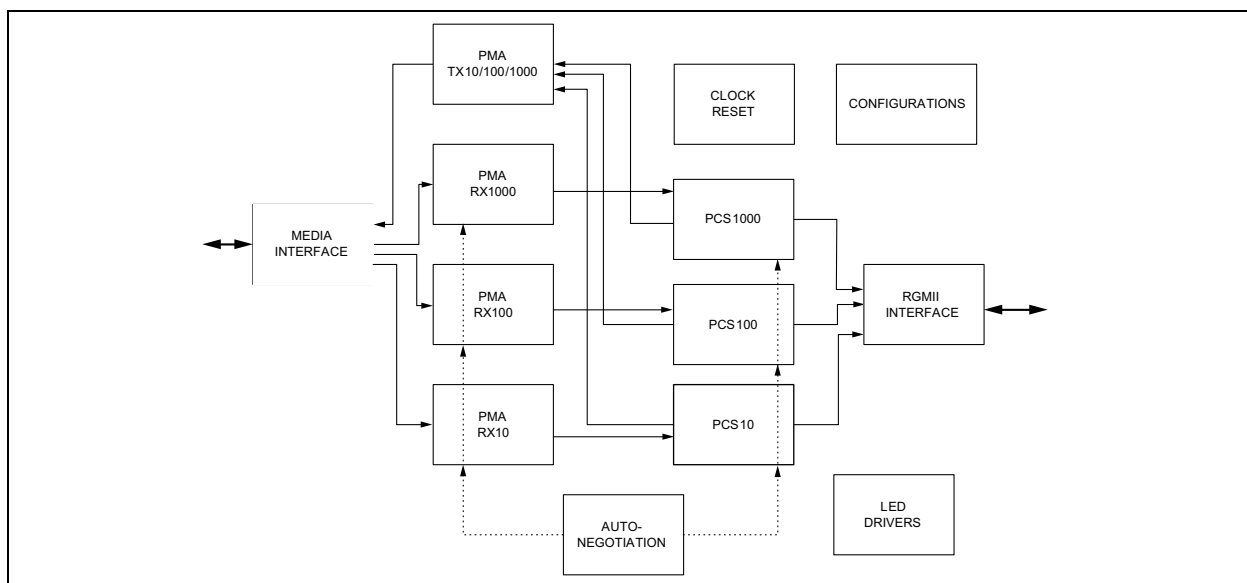 PMA
TX10/100/1000
CLOCK
RESET
CONFIGURATIONS
PMA
RX1000
PCS1000
MEDIA
INTERFACE
PMA
RX100
PCS100
RGMII
INTERFACE
PMA
RX10
PCS10
AUTO-
NEGOTIATION
LED
DRIVERS